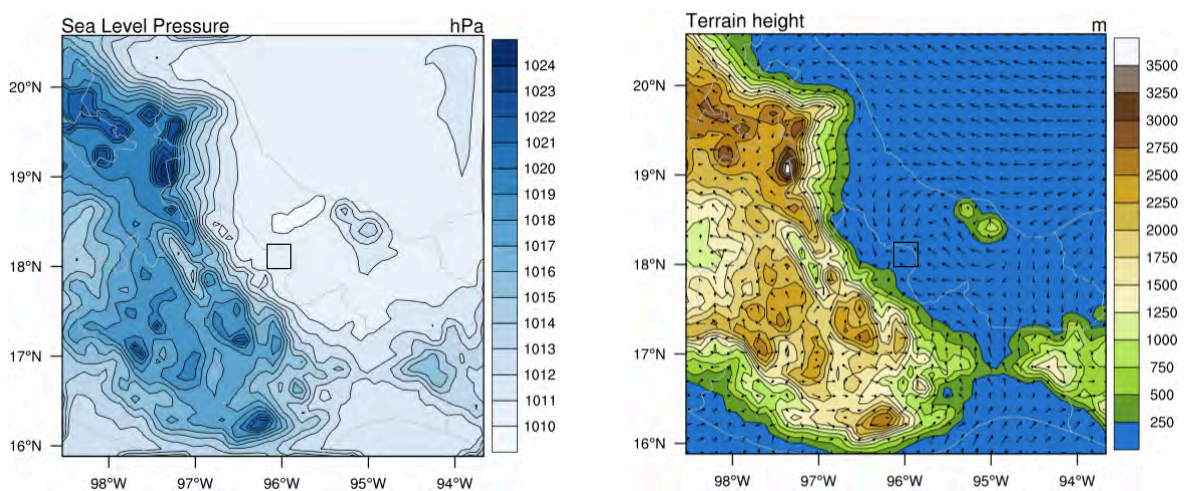 Sea Level Pressure hPa
20°N
19°N
18°N
17°N
16°N
98°W 97°W 96°W 95°W 94°W
1024
1023
1022
1021
1020
1019
1018
1017
1016
1015
1014
1013
1012
1011
1010
Terrain height m
20°N
19°N
18°N
17°N
16°N
98°W 97°W 96°W 95°W 94°W
3500
3250
3000
2750
2500
2250
2000
1750
1500
1250
1000
750
500
250